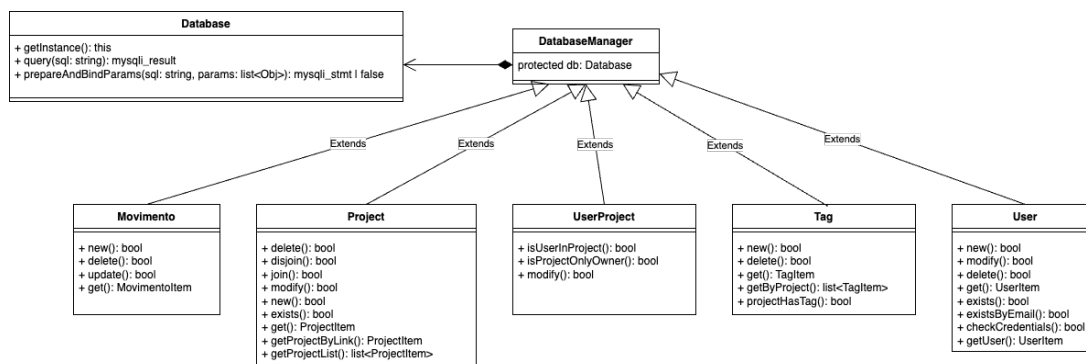 Database
+ getInstance(): this
+ query(sql: string): mysqli_result
+ prepareAndBindParams(sql: string, params: list<Obj>): mysqli_stmt | false
DatabaseManager
protected db: Database
Extends
Extends
Extends
Extends
Extends
Movimento
+ new(): bool
+ delete(): bool
+ update(): bool
+ get(): MovimentoItem
Project
+ delete(): bool
+ disjoin(): bool
+ join(): bool
+ modify(): bool
+ new(): bool
+ exists(): bool
+ get(): ProjectItem
+ getProjectByLink(): ProjectItem
+ getProjectList(): list<ProjectItem>
UserProject
+ isUserInProject(): bool
+ isProjectOnlyOwner(): bool
+ modify(): bool
Tag
+ new(): bool
+ delete(): bool
+ get(): TagItem
+ getByProject(): list<TagItem>
+ projectHasTag(): bool
User
+ new(): bool
+ modify(): bool
+ delete(): bool
+ get(): UserItem
+ exists(): bool
+ existsByEmail(): bool
+ checkCredentials(): bool
+ getUser(): UserItem